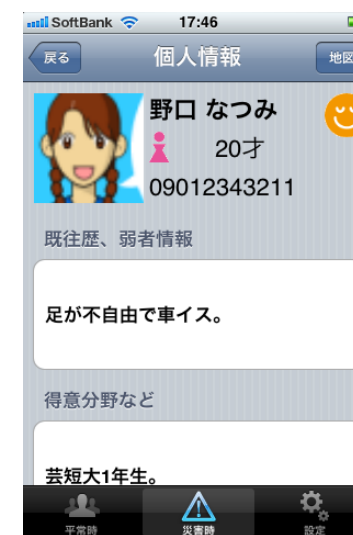 SoftBank 17:46
戻る 個人情報 地図
野口 なつみ
20才
09012343211
既往歴、弱者情報
足が不自由で車イス。
得意分野など
芸短大1年生。
平常時 災害時 設定